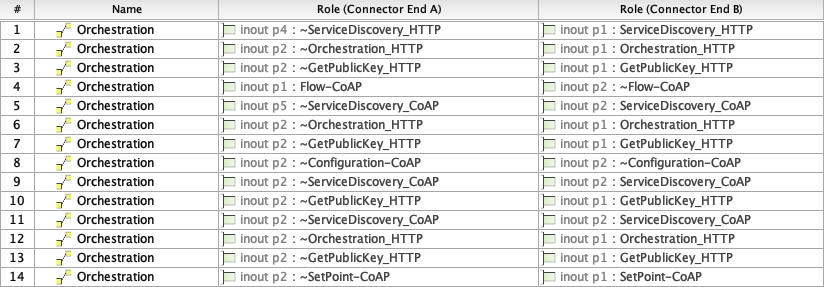 # Name Role (Connector End A) Role (Connector End B)
1 Orchestration inout p4 : ~ServiceDiscovery_HTTP inout p1 : ServiceDiscovery_HTTP
2 Orchestration inout p2 : ~Orchestration_HTTP inout p1 : Orchestration_HTTP
3 Orchestration inout p2 : ~GetPublicKey_HTTP inout p1 : GetPublicKey_HTTP
4 Orchestration inout p1 : Flow-CoAP inout p2 : ~Flow-CoAP
5 Orchestration inout p5 : ~ServiceDiscovery_CoAP inout p2 : ServiceDiscovery_CoAP
6 Orchestration inout p2 : ~Orchestration_HTTP inout p1 : Orchestration_HTTP
7 Orchestration inout p2 : ~GetPublicKey_HTTP inout p1 : GetPublicKey_HTTP
8 Orchestration inout p2 : ~Configuration-CoAP inout p2 : ~Configuration-CoAP
9 Orchestration inout p2 : ~ServiceDiscovery_CoAP inout p2 : ServiceDiscovery_CoAP
10 Orchestration inout p2 : ~GetPublicKey_HTTP inout p1 : GetPublicKey_HTTP
11 Orchestration inout p2 : ~ServiceDiscovery_CoAP inout p2 : ServiceDiscovery_CoAP
12 Orchestration inout p2 : ~Orchestration_HTTP inout p1 : Orchestration_HTTP
13 Orchestration inout p2 : ~GetPublicKey_HTTP inout p1 : ~GetPublicKey_HTTP
14 Orchestration inout p2 : ~SetPoint-CoAP inout p1 : SetPoint-CoAP